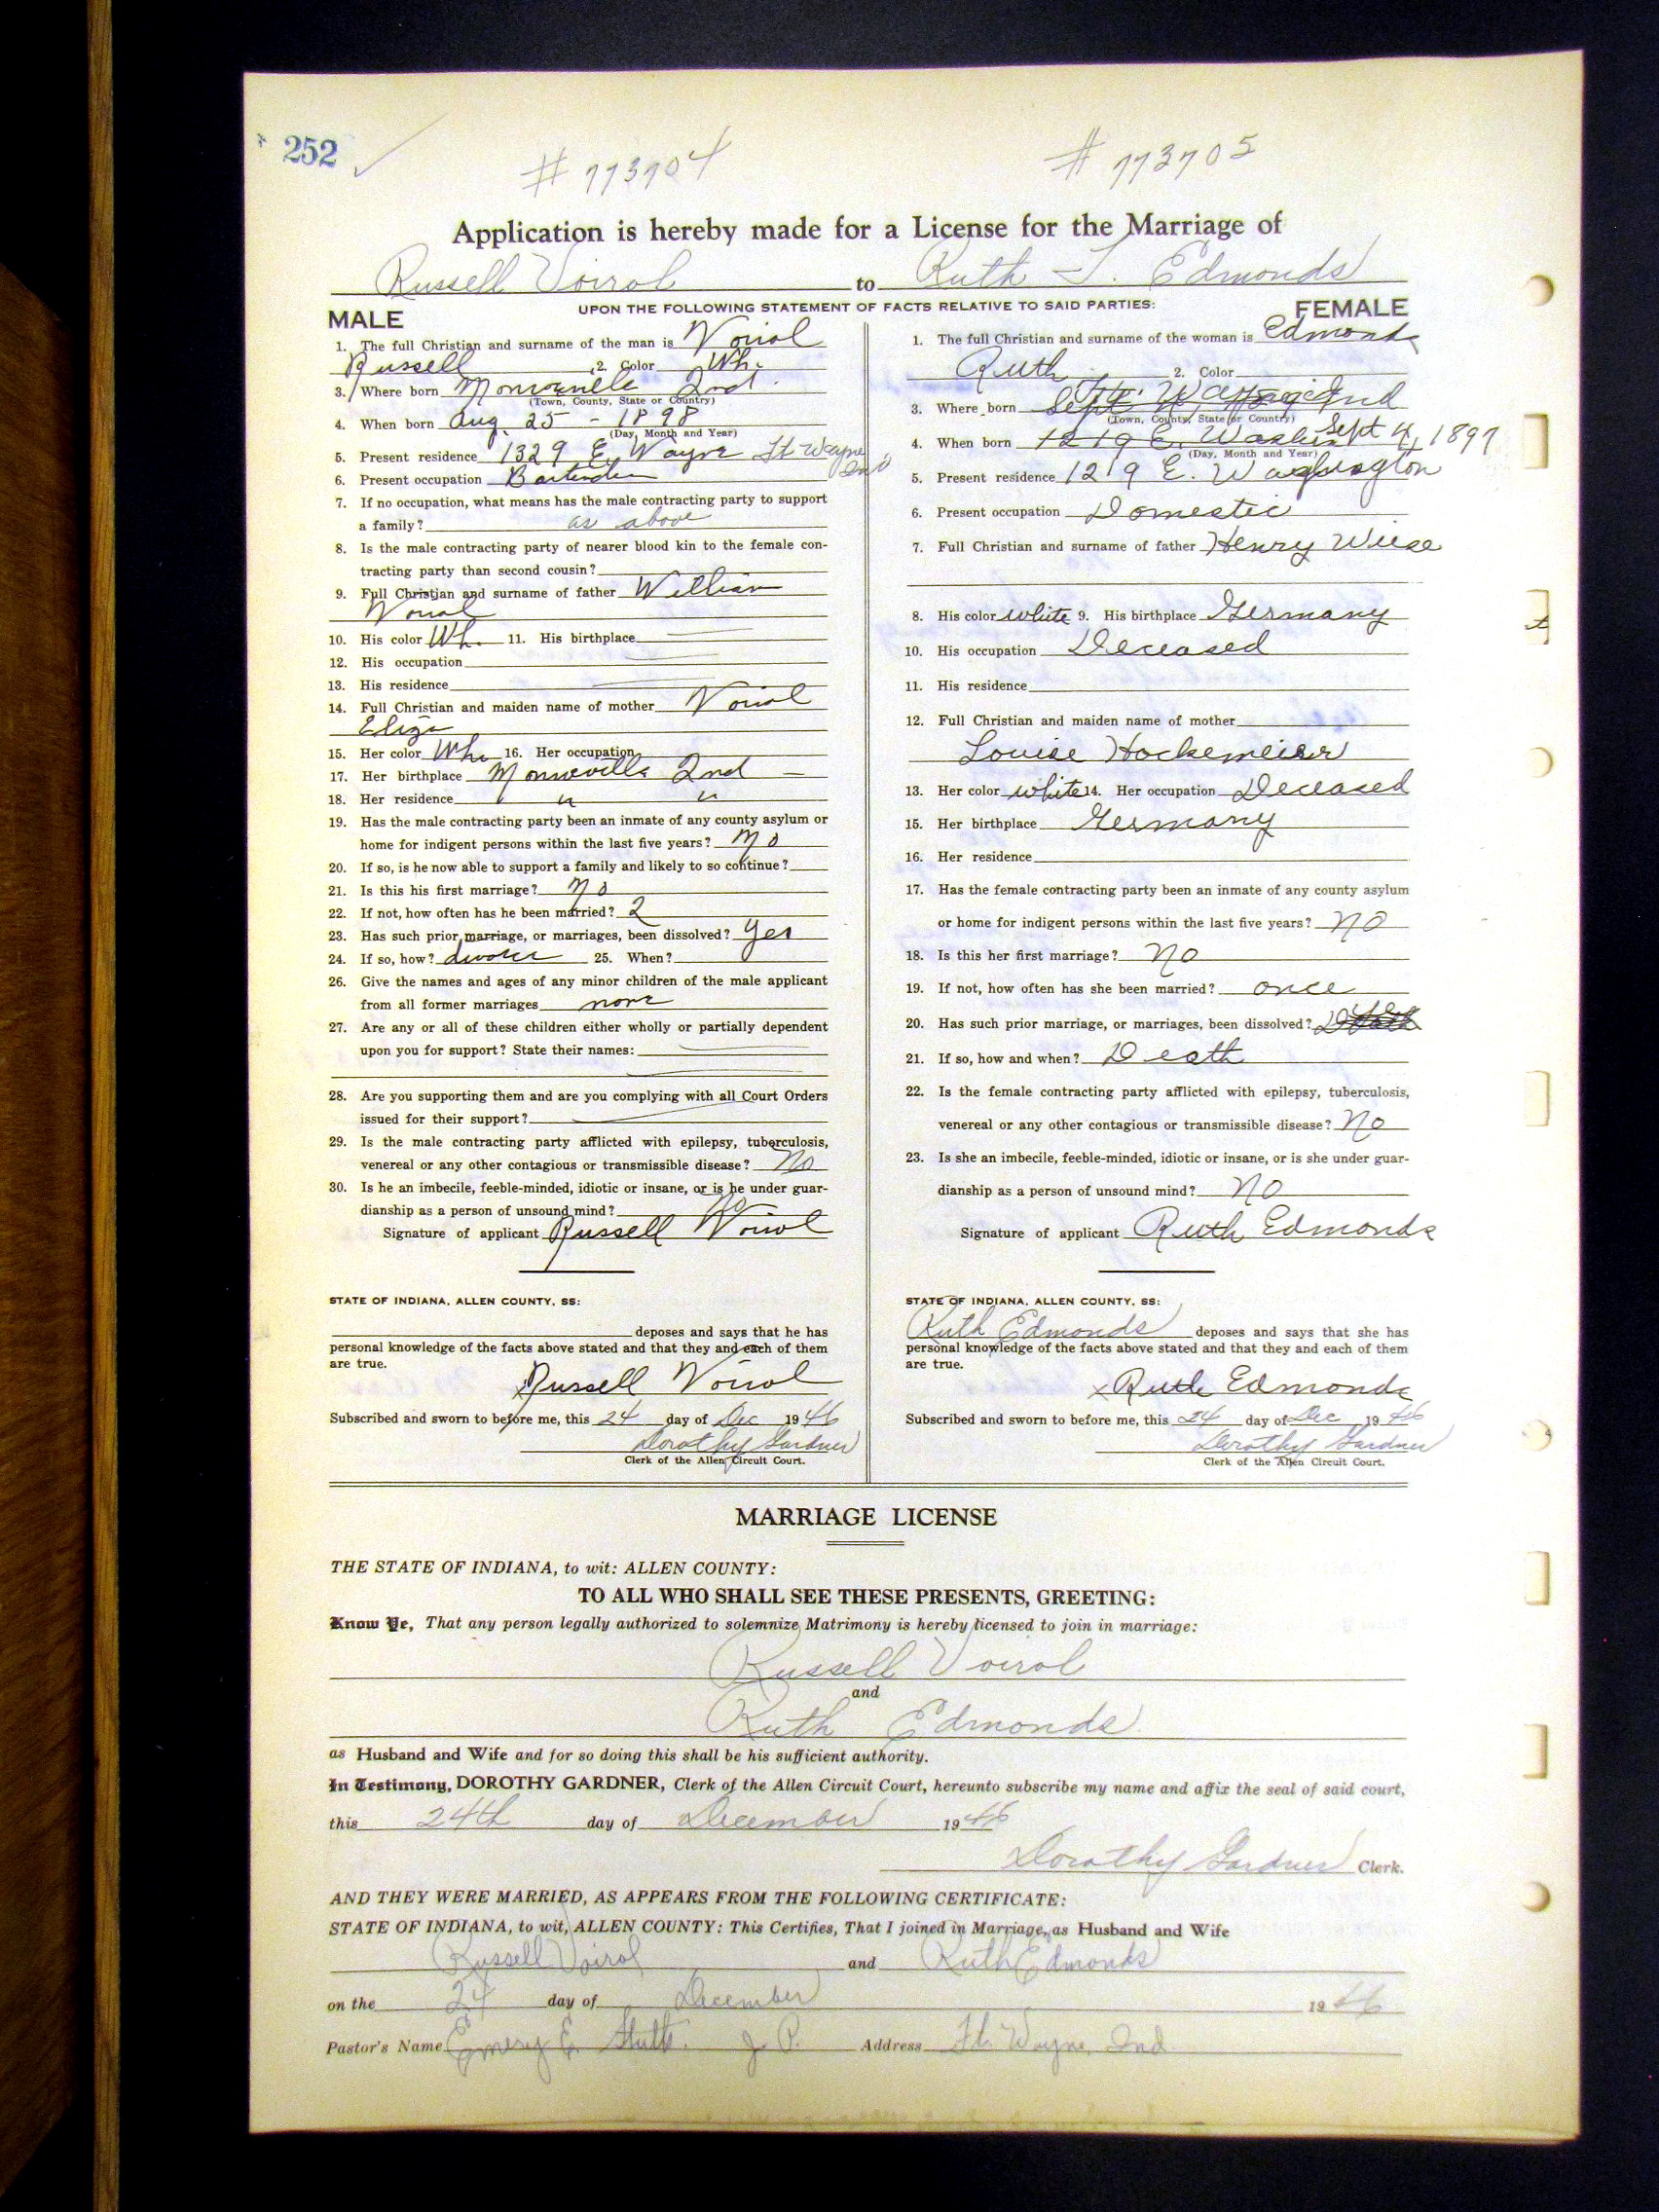 252
# 773704 # 773705
Application is hereby made for a License for the Marriage of
Russell Voirol to Ruth L. Edmonds
UPON THE FOLLOWING STATEMENT OF FACTS RELATIVE TO SAID PARTIES:
MALE
1. The full Christian and surname of the man is Voirol
Russell 2. Color Wh.
3. Where born Monroeville Ind.
(Town, County, State or Country)
4. When born Aug. 25 - 1898
(Day, Month and Year)
5. Present residence 1329 E. Wayne Ft Wayne Ind
6. Present occupation Bartender
7. If no occupation, what means has the male contracting party to support
a family? as above
8. Is the male contracting party of nearer blood kin to the female con-
tracting party than second cousin?
9. Full Christian and surname of father William
Voirol
10. His color Wh. 11. His birthplace
12. His occupation
13. His residence
14. Full Christian and maiden name of mother Voirol
Eliza
15. Her color Wh. 16. Her occupation
17. Her birthplace Monroeville Ind —
18. Her residence " "
19. Has the male contracting party been an inmate of any county asylum or
home for indigent persons within the last five years? No
20. If so, is he now able to support a family and likely to so continue?
21. Is this his first marriage? No
22. If not, how often has he been married? 2
23. Has such prior marriage, or marriages, been dissolved? Yes
24. If so, how? divorce 25. When?
26. Give the names and ages of any minor children of the male applicant
from all former marriages none
27. Are any or all of these children either wholly or partially dependent
upon you for support? State their names:
28. Are you supporting them and are you complying with all Court Orders
issued for their support?
29. Is the male contracting party afflicted with epilepsy, tuberculosis,
venereal or any other contagious or transmissible disease? No
30. Is he an imbecile, feeble-minded, idiotic or insane, or is he under guar-
dianship as a person of unsound mind? No
Signature of applicant Russell Voirol
STATE OF INDIANA, ALLEN COUNTY, SS:
deposes and says that he has
personal knowledge of the facts above stated and that they and each of them
are true.
x Russell Voirol
Subscribed and sworn to before me, this 24 day of Dec 1946
Dorothy Gardner
Clerk of the Allen Circuit Court.
FEMALE
1. The full Christian and surname of the woman is Edmonds
Ruth 2. Color
3. Where born Ft. Wayne Ind
(Town, County, State or Country)
4. When born 1219 E. Washin Sept 4, 1897
(Day, Month and Year)
5. Present residence 1219 E. Washington
6. Present occupation Domestic
7. Full Christian and surname of father Henry Wiese
8. His color white 9. His birthplace Germany
10. His occupation Deceased
11. His residence
12. Full Christian and maiden name of mother
Louise Hockemeier
13. Her color white 14. Her occupation Deceased
15. Her birthplace Germany
16. Her residence
17. Has the female contracting party been an inmate of any county asylum
or home for indigent persons within the last five years? No
18. Is this her first marriage? No
19. If not, how often has she been married? once
20. Has such prior marriage, or marriages, been dissolved? Yes
21. If so, how and when? Death
22. Is the female contracting party afflicted with epilepsy, tuberculosis,
venereal or any other contagious or transmissible disease? No
23. Is she an imbecile, feeble-minded, idiotic or insane, or is she under guar-
dianship as a person of unsound mind? No
Signature of applicant Ruth Edmonds
STATE OF INDIANA, ALLEN COUNTY, SS:
Ruth Edmonds deposes and says that she has
personal knowledge of the facts above stated and that they and each of them
are true.
x Ruth Edmonds
Subscribed and sworn to before me, this 24 day of Dec 1946
Dorothy Gardner
Clerk of the Allen Circuit Court.
MARRIAGE LICENSE
THE STATE OF INDIANA, to wit: ALLEN COUNTY:
TO ALL WHO SHALL SEE THESE PRESENTS, GREETING:
Know Ye, That any person legally authorized to solemnize Matrimony is hereby licensed to join in marriage:
Russell Voirol
and
Ruth Edmonds
as Husband and Wife and for so doing this shall be his sufficient authority.
In Testimony, DOROTHY GARDNER, Clerk of the Allen Circuit Court, hereunto subscribe my name and affix the seal of said court,
this 24th day of December 1946
Dorothy Gardner Clerk.
AND THEY WERE MARRIED, AS APPEARS FROM THE FOLLOWING CERTIFICATE:
STATE OF INDIANA, to wit, ALLEN COUNTY: This Certifies, That I joined in Marriage, as Husband and Wife
Russell Voirol and Ruth Edmonds
on the 24 day of December 1946
Pastor's Name Emery E. Stutts. J. P. Address Ft. Wayne, Ind